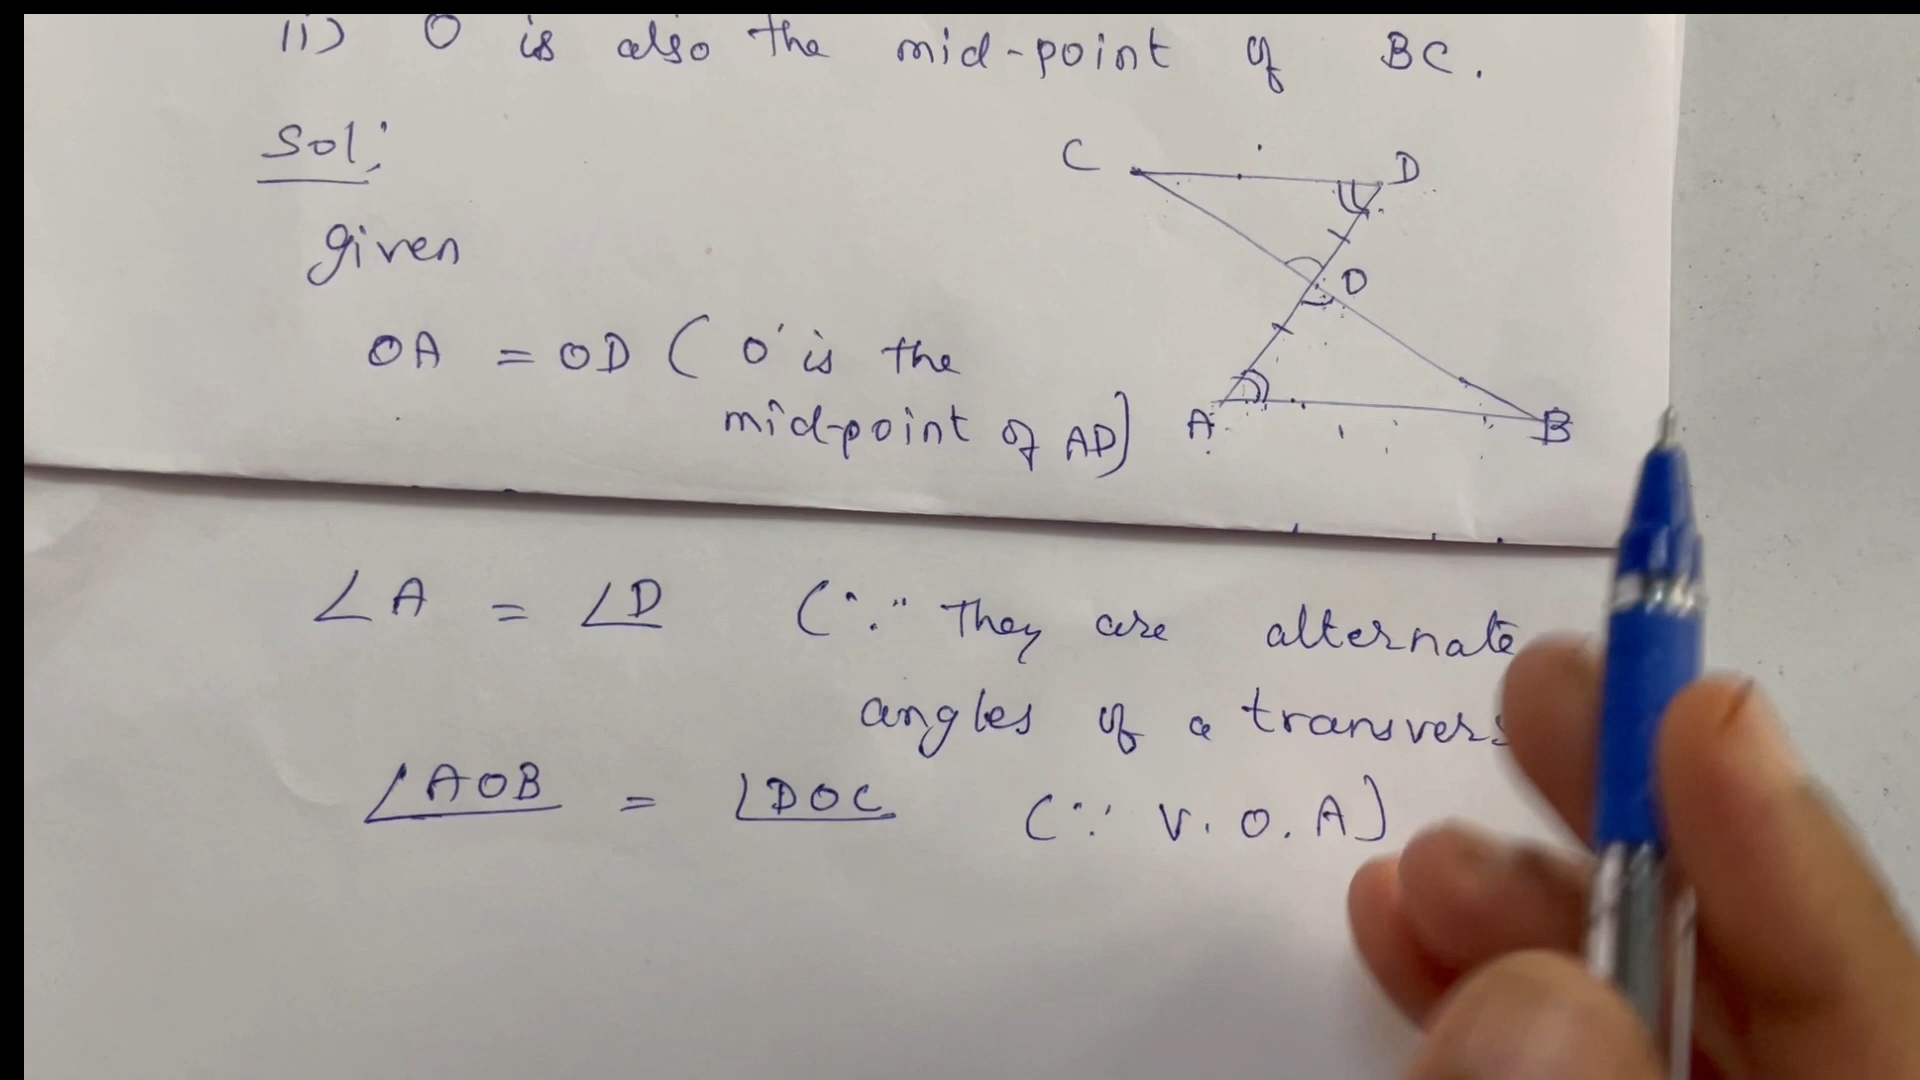 ii) O is also the mid-point of BC.
Sol:
given
OA = OD ( O is the
mid-point of AD)
C
D
O
A
B
∠A = ∠D (∵ They are alternate
angles of a transvers
∠AOB = ∠DOC (∵ V.O.A)